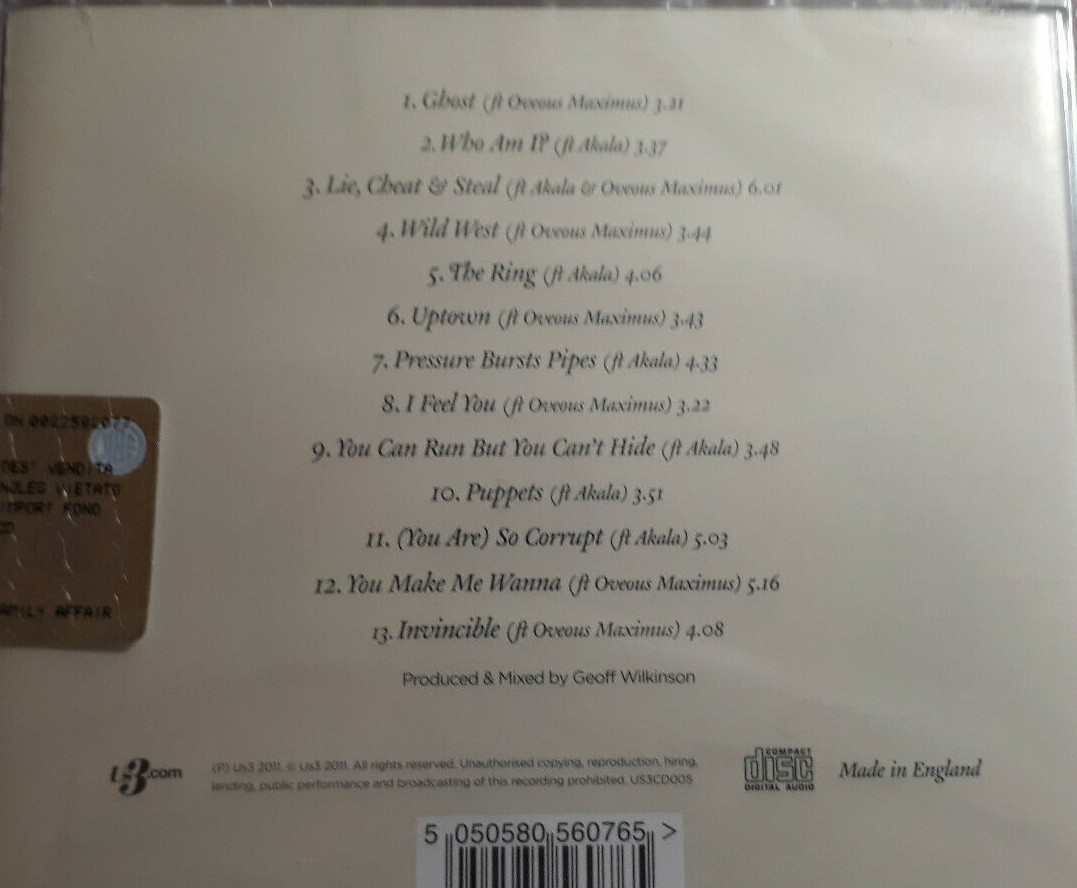 1. Ghost (ft Oveous Maximus) 3.21
2. Who Am I? (ft Akala) 3.37
3. Lie, Cheat & Steal (ft Akala & Oveous Maximus) 6.01
4. Wild West (ft Oveous Maximus) 3.44
5. The Ring (ft Akala) 4.06
6. Uptown (ft Oveous Maximus) 3.43
7. Pressure Bursts Pipes (ft Akala) 4.33
8. I Feel You (ft Oveous Maximus) 3.22
9. You Can Run But You Can't Hide (ft Akala) 3.48
10. Puppets (ft Akala) 3.51
11. (You Are) So Corrupt (ft Akala) 5.03
12. You Make Me Wanna (ft Oveous Maximus) 5.16
13. Invincible (ft Oveous Maximus) 4.08
Produced & Mixed by Geoff Wilkinson
VENDITA
VIETATO
FONO
AFFAIR
Us3.com
(P) Us3 2011. © Us3 2011. All rights reserved. Unauthorised copying, reproduction, hiring,
lending, public performance and broadcasting of this recording prohibited. US3CD005
COMPACT
disc
DIGITAL AUDIO
Made in England
5 050580 560765 >